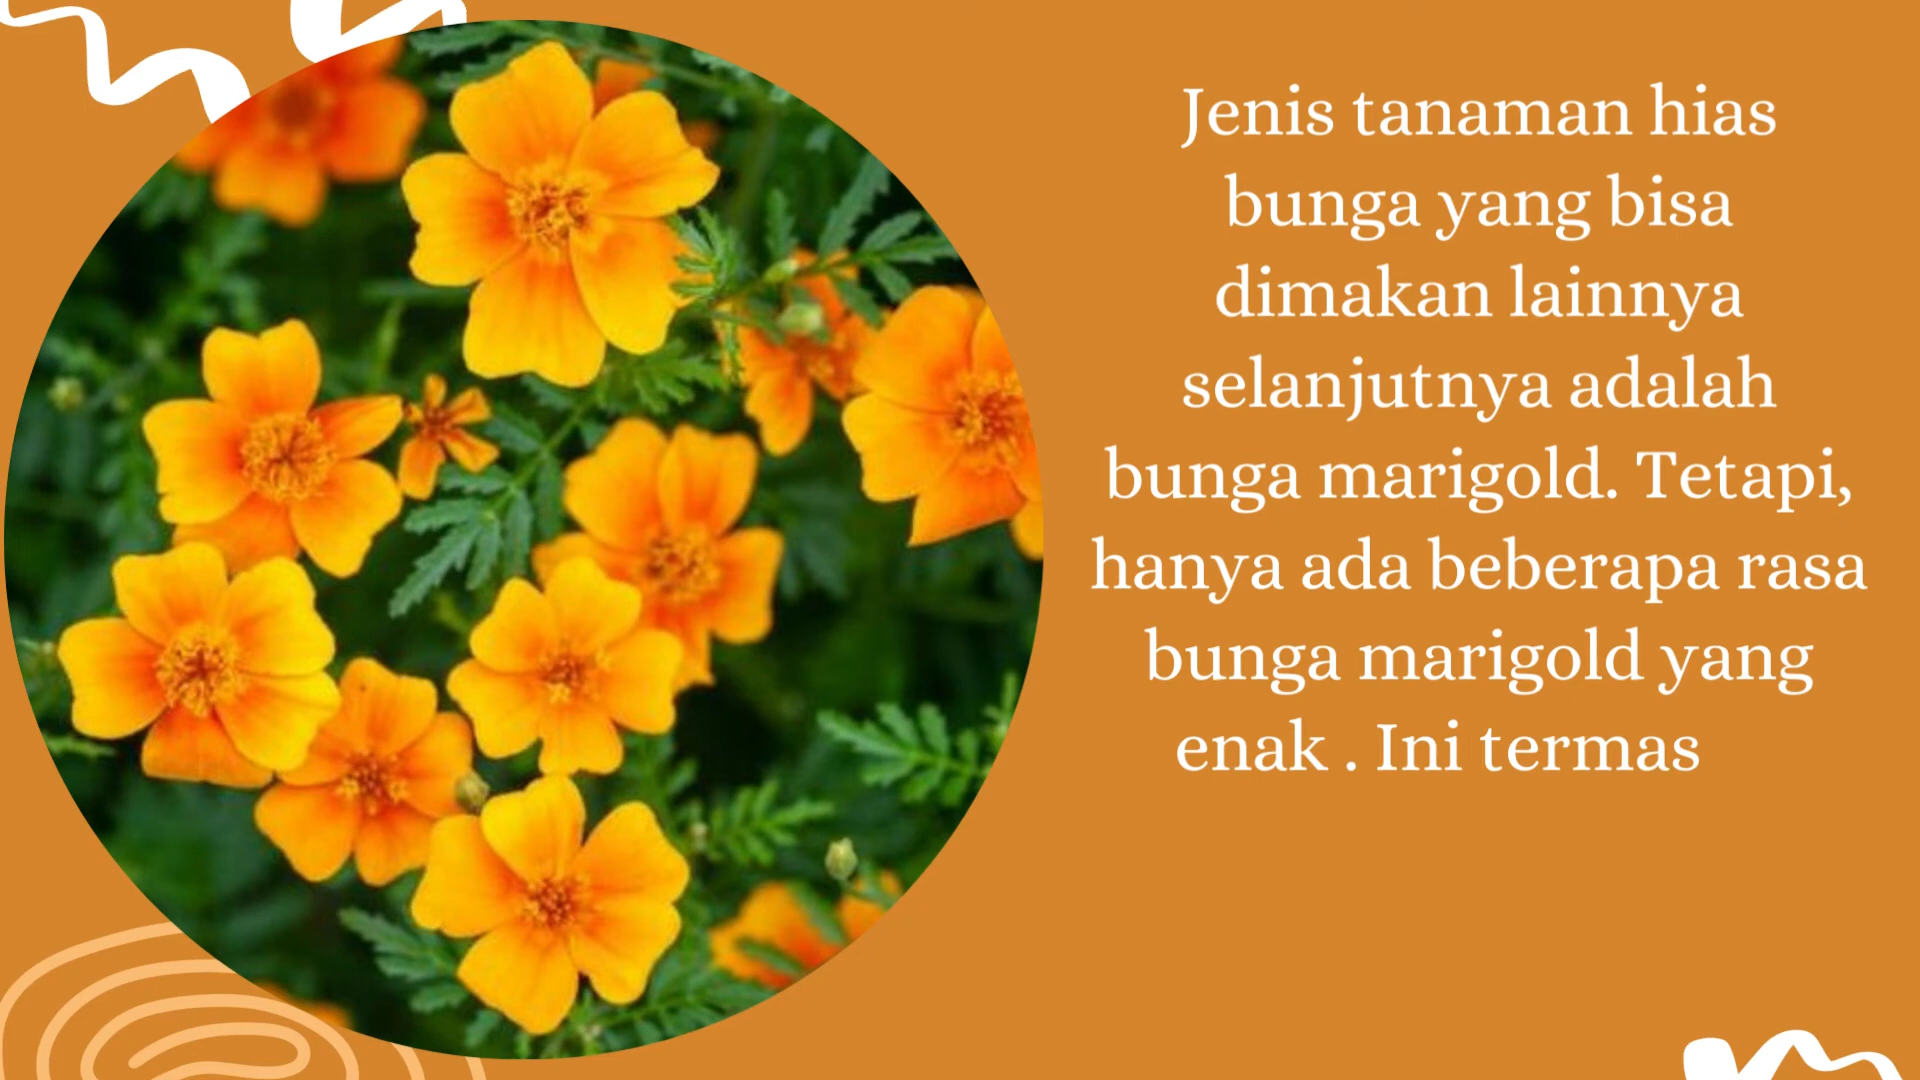 Jenis tanaman hias
bunga yang bisa
dimakan lainnya
selanjutnya adalah
bunga marigold. Tetapi,
hanya ada beberapa rasa
bunga marigold yang
enak . Ini termas